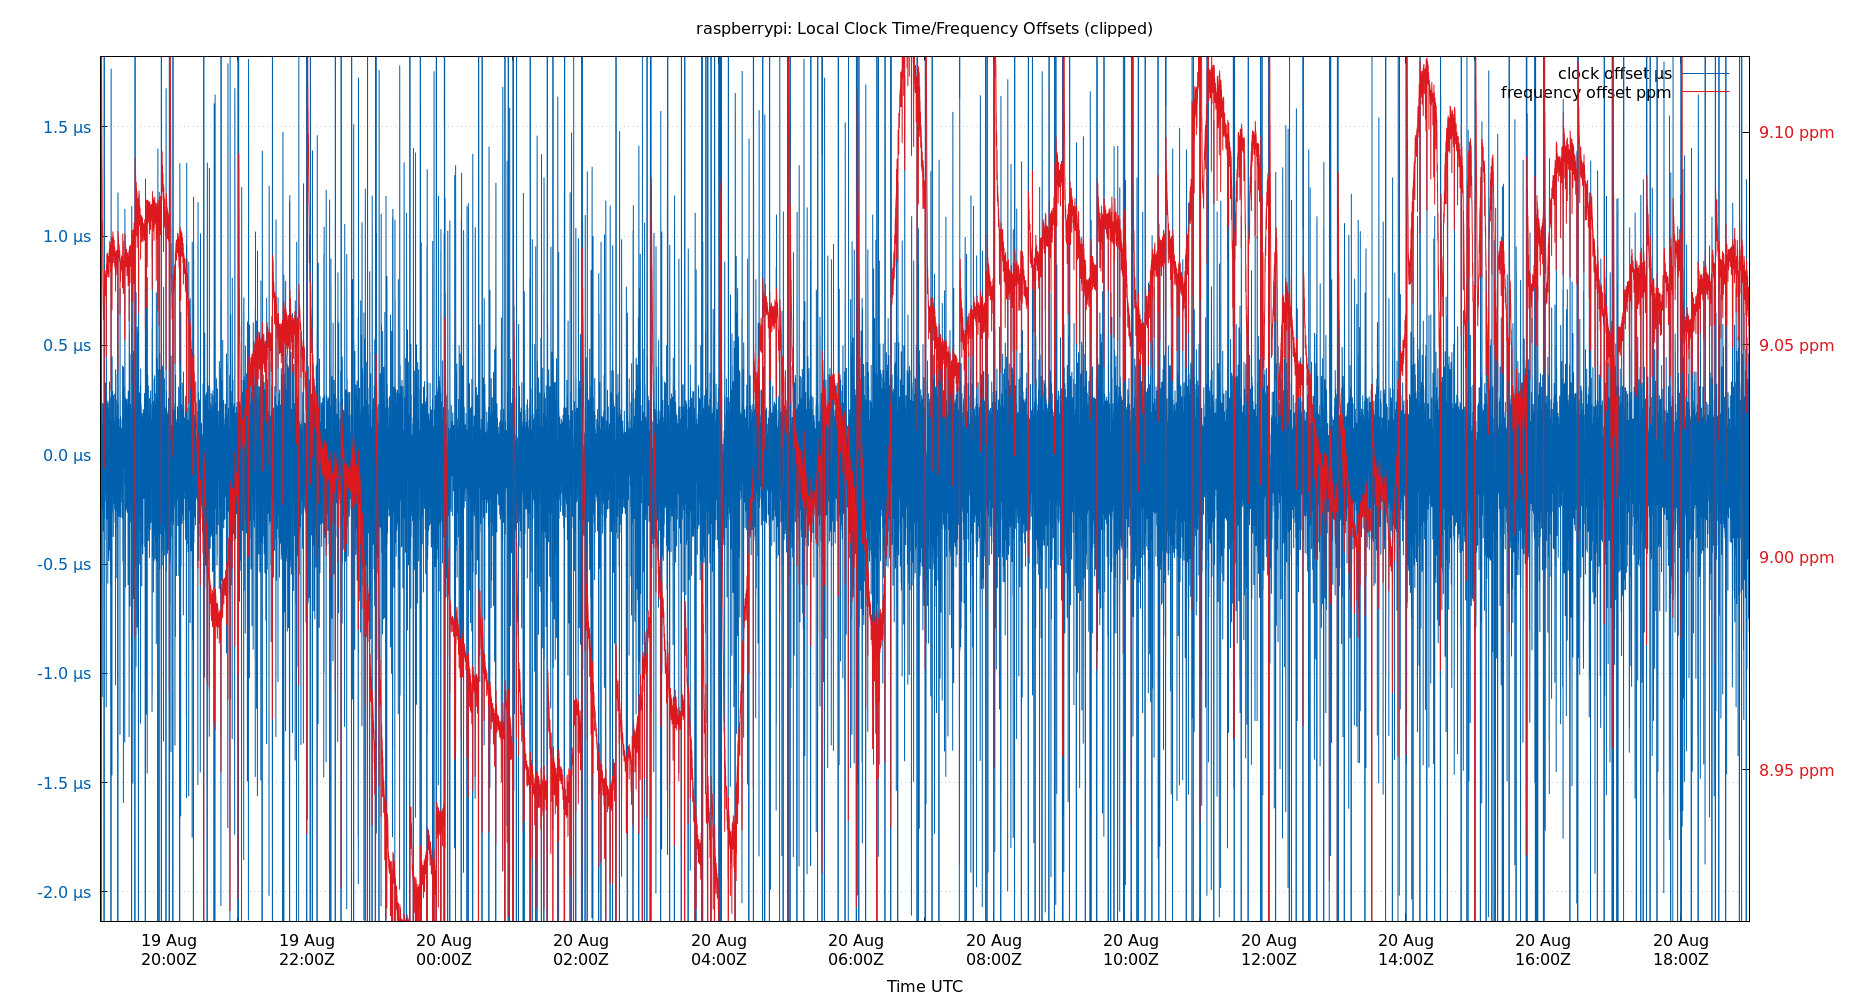 raspberrypi: Local Clock Time/Frequency Offsets (clipped)
clock offset µs
frequency offset ppm
1.5 µs
1.0 µs
0.5 µs
0.0 µs
-0.5 µs
-1.0 µs
-1.5 µs
-2.0 µs
9.10 ppm
9.05 ppm
9.00 ppm
8.95 ppm
19 Aug
20:00Z
19 Aug
22:00Z
20 Aug
00:00Z
20 Aug
02:00Z
20 Aug
04:00Z
20 Aug
06:00Z
20 Aug
08:00Z
20 Aug
10:00Z
20 Aug
12:00Z
20 Aug
14:00Z
20 Aug
16:00Z
20 Aug
18:00Z
Time UTC